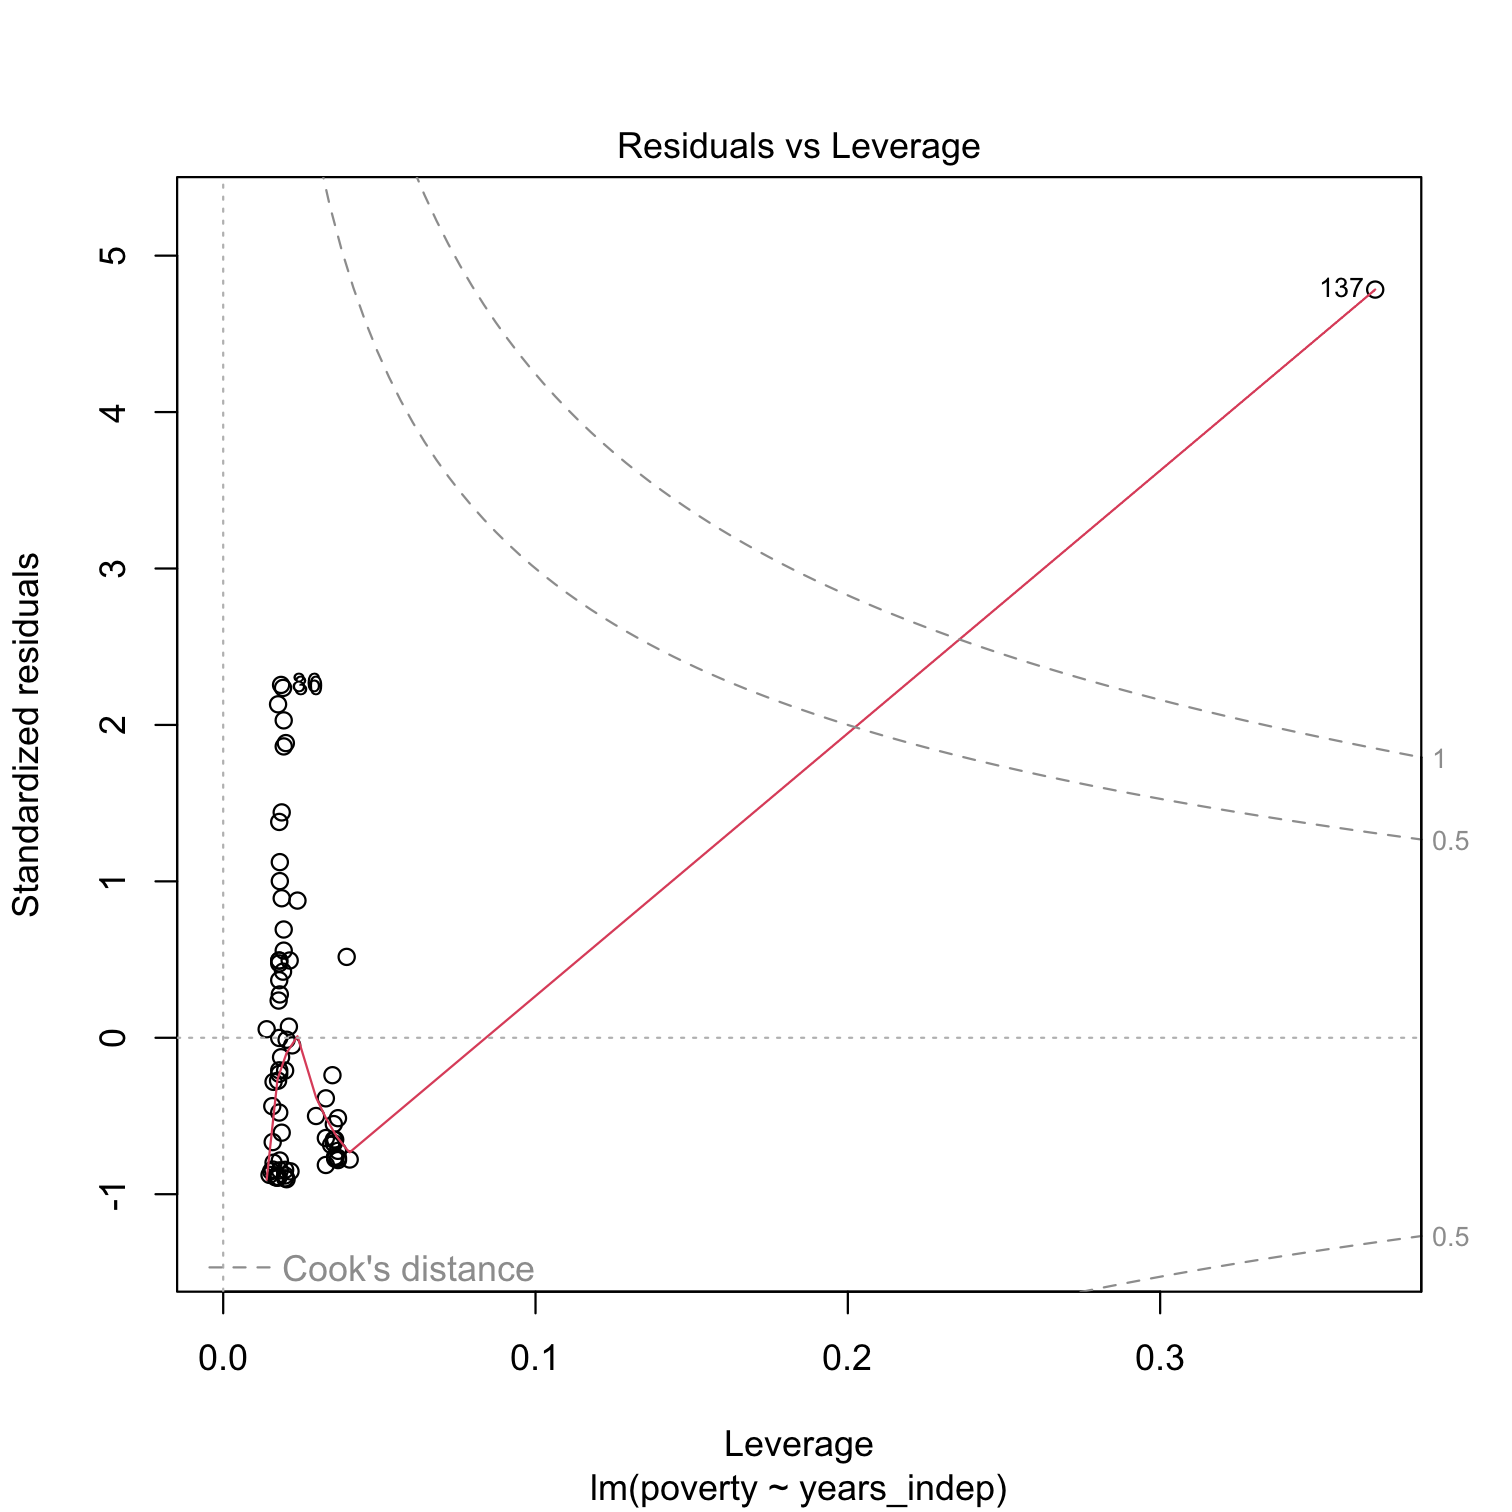 Residuals vs Leverage
5
4
3
2
1
0
-1
Standardized residuals
137
1
0.5
0.5
Cook's distance
0.0 0.1 0.2 0.3
Leverage
lm(poverty ~ years_indep)